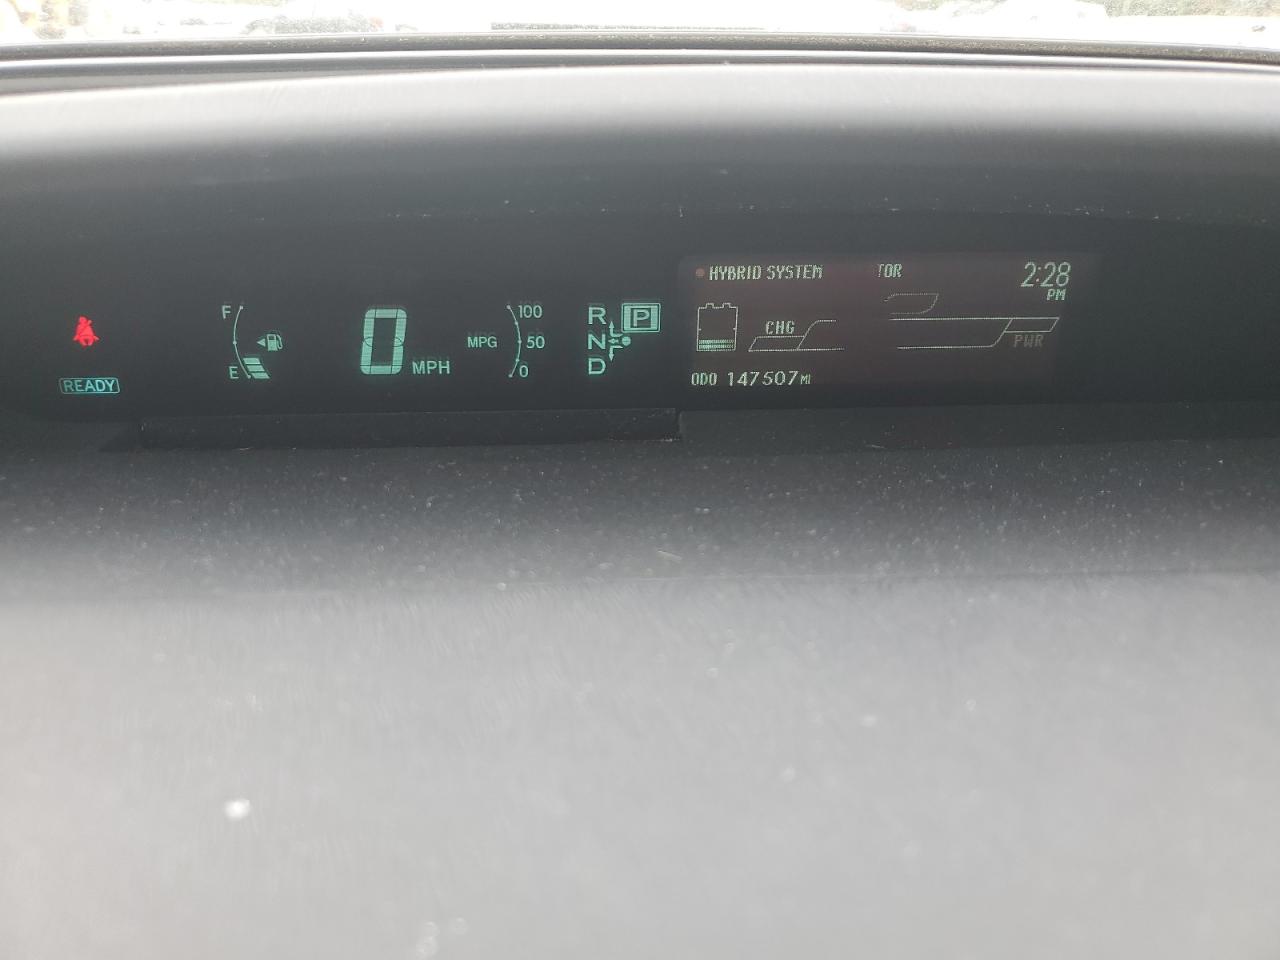 HYBRID SYSTEM TOR 2:28
PM
F 100
R P
CHG
MPG 50 N
PWR
0 MPH
E 0 D
READY
ODO 147507 MI